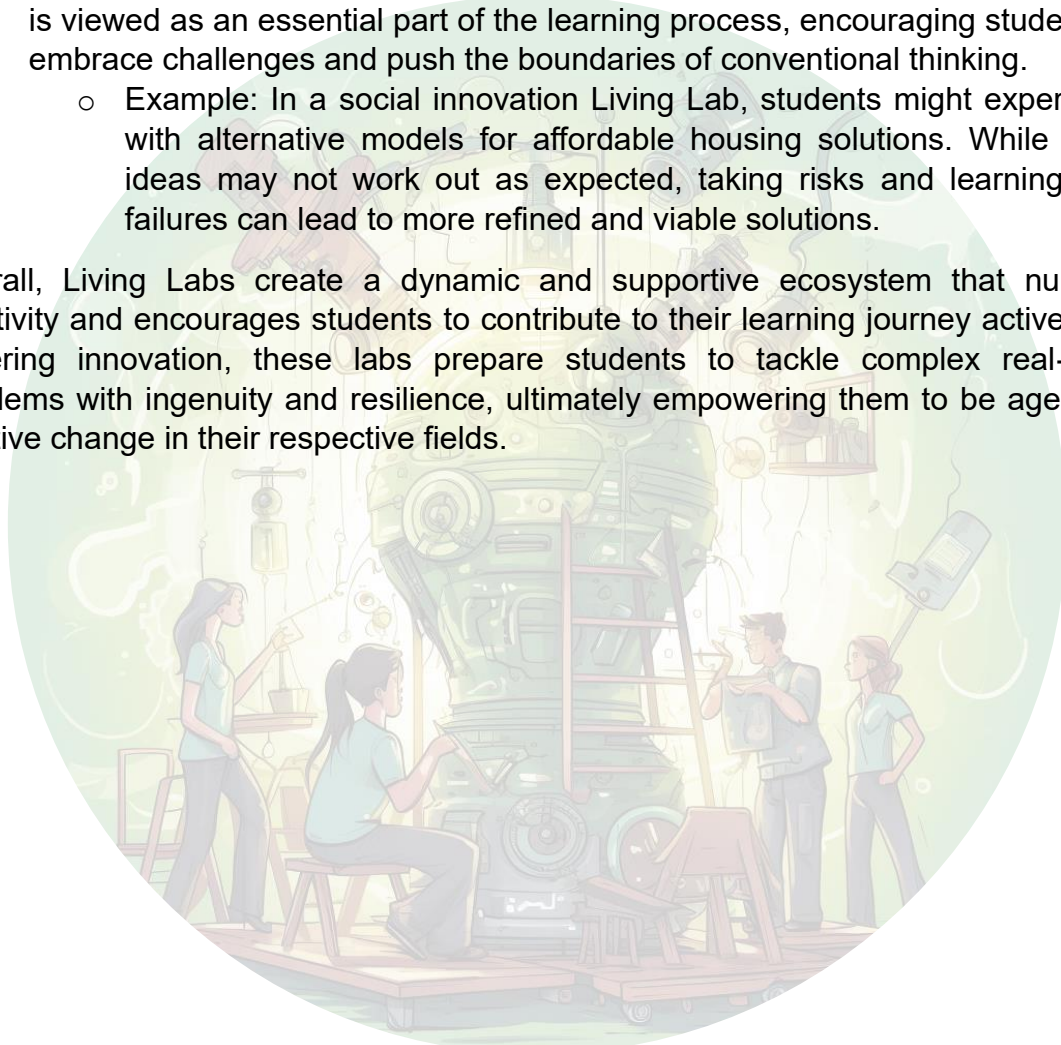 is viewed as an essential part of the learning process, encouraging stude
embrace challenges and push the boundaries of conventional thinking.
o Example: In a social innovation Living Lab, students might exper
with alternative models for affordable housing solutions. While
ideas may not work out as expected, taking risks and learning
failures can lead to more refined and viable solutions.
rall, Living Labs create a dynamic and supportive ecosystem that nu
tivity and encourages students to contribute to their learning journey active
ering innovation, these labs prepare students to tackle complex real-
lems with ingenuity and resilience, ultimately empowering them to be age
tive change in their respective fields.